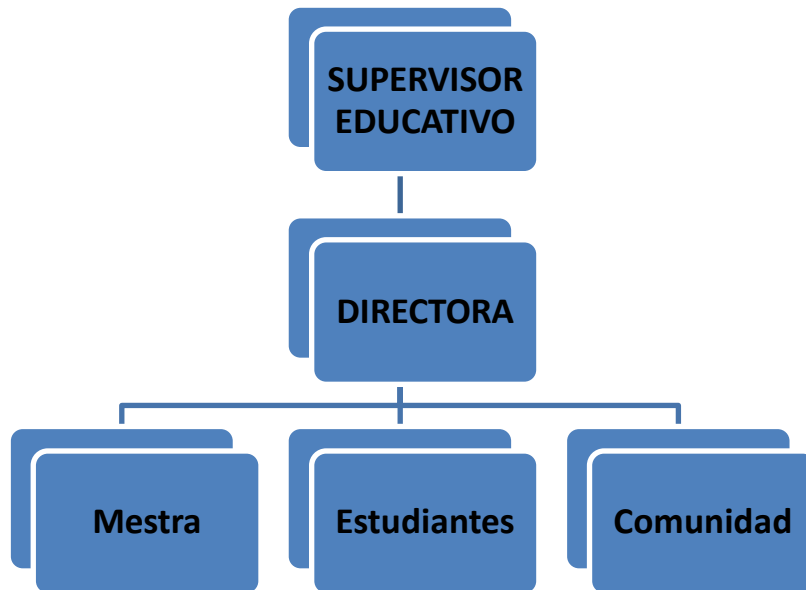 SUPERVISOR
EDUCATIVO
DIRECTORA
Mestra
Estudiantes
Comunidad